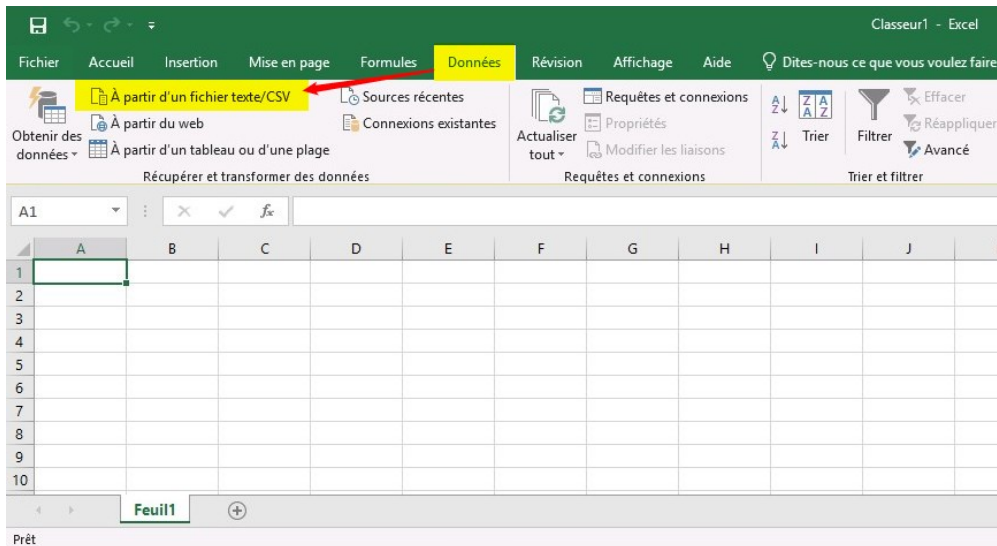 Classeur1 - Excel
Fichier Accueil Insertion Mise en page Formules Données Révision Affichage Aide Dites-nous ce que vous voulez faire
Obtenir des
données
À partir d'un fichier texte/CSV
À partir du web
À partir d'un tableau ou d'une plage
Sources récentes
Connexions existantes
Récupérer et transformer des données
Actualiser
tout
Requêtes et connexions
Propriétés
Modifier les liaisons
Requêtes et connexions
Trier
Filtrer
Effacer
Réappliquer
Avancé
Trier et filtrer
A1
fx
A B C D E F G H I J
1
2
3
4
5
6
7
8
9
10
Feuil1
Prêt